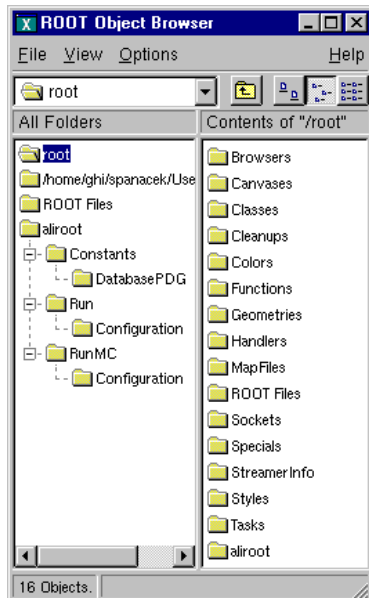 X ROOT Object Browser
File View Options Help
root
All Folders
Contents of "/root"
root
/home/ghi/spanacek/Use
ROOT Files
aliroot
Constants
DatabasePDG
Run
Configuration
RunMC
Configuration
Browsers
Canvases
Classes
Cleanups
Colors
Functions
Geometries
Handlers
MapFiles
ROOT Files
Sockets
Specials
StreamerInfo
Styles
Tasks
aliroot
16 Objects.